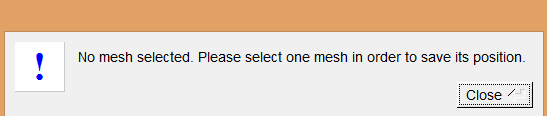 No mesh selected. Please select one mesh in order to save its position.
Close